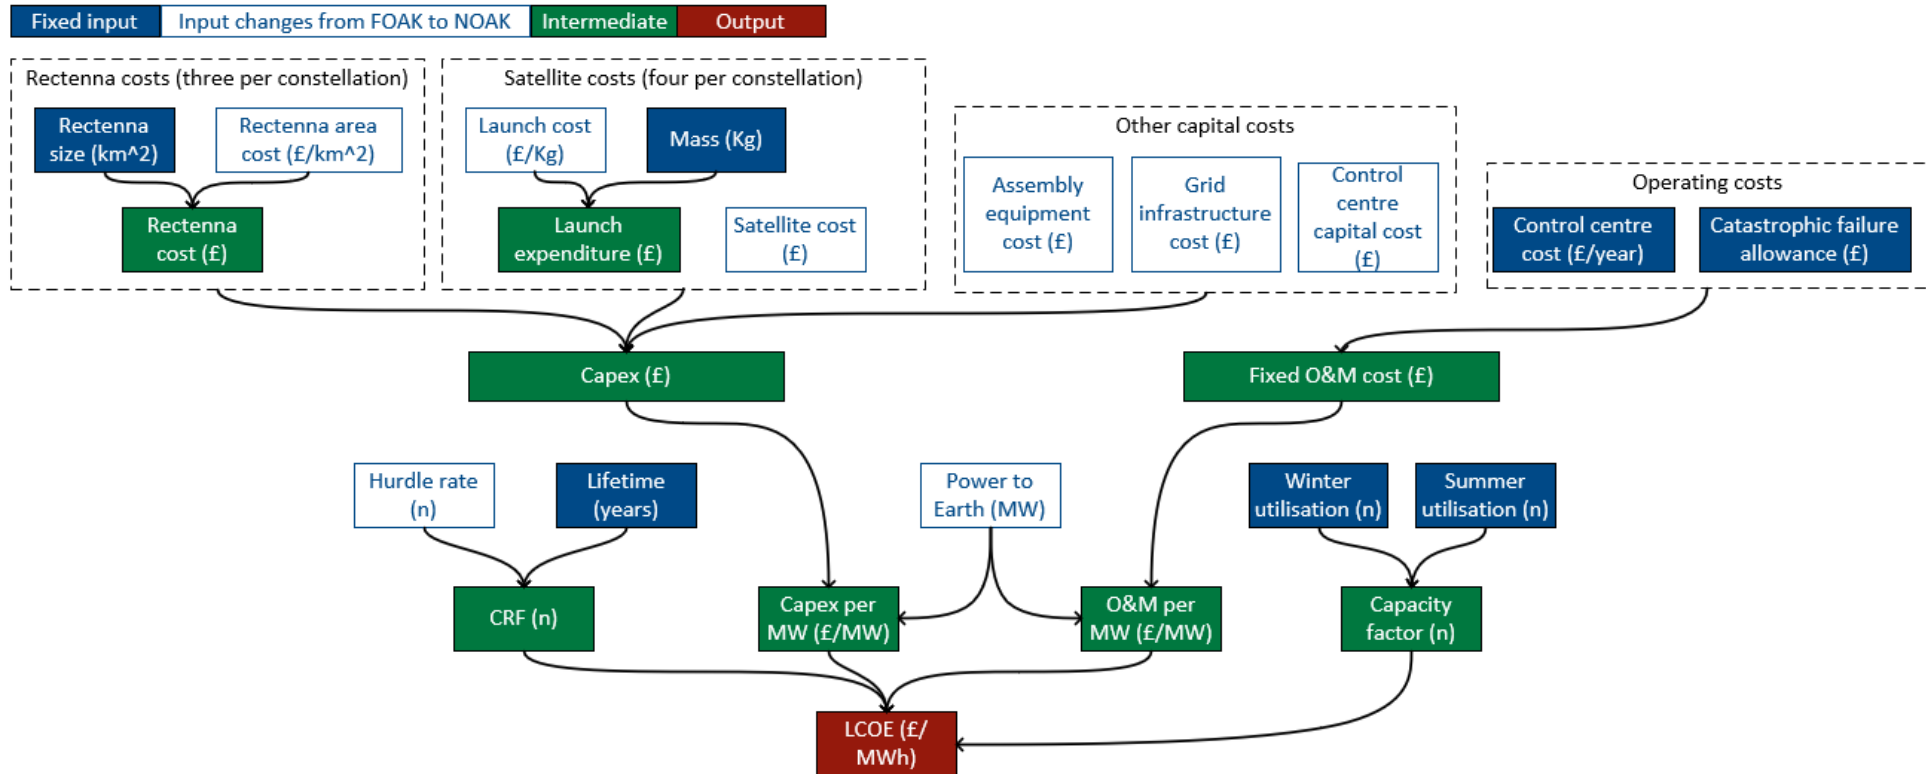 Fixed input
Input changes from FOAK to NOAK
Intermediate
Output
Rectenna costs (three per constellation)
Rectenna
size (km^2)
Rectenna area
cost (£/km^2)
Rectenna
cost (£)
Satellite costs (four per constellation)
Launch cost
(£/Kg)
Mass (Kg)
Launch
expenditure (£)
Satellite cost
(£)
Other capital costs
Assembly
equipment
cost (£)
Grid
infrastructure
cost (£)
Control
centre
capital cost
(£)
Operating costs
Control centre
cost (£/year)
Catastrophic failure
allowance (£)
Capex (£)
Fixed O&M cost (£)
Hurdle rate
(n)
Lifetime
(years)
Power to
Earth (MW)
Winter
utilisation (n)
Summer
utilisation (n)
CRF (n)
Capex per
MW (£/MW)
O&M per
MW (£/MW)
Capacity
factor (n)
LCOE (£/
MWh)